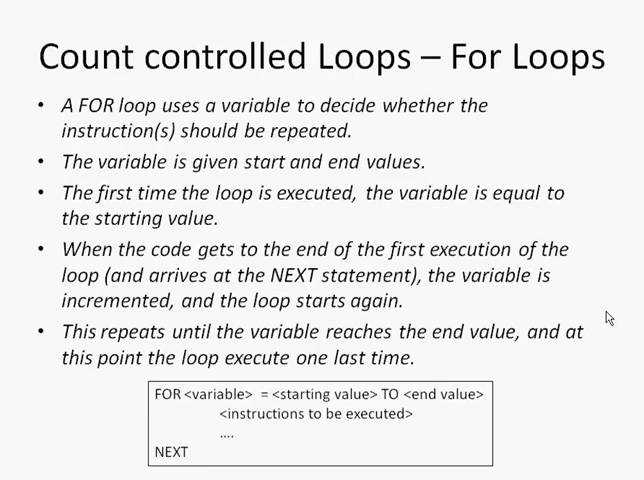 Count controlled Loops – For Loops
• A FOR loop uses a variable to decide whether the
instruction(s) should be repeated.
• The variable is given start and end values.
• The first time the loop is executed, the variable is equal to
the starting value.
• When the code gets to the end of the first execution of the
loop (and arrives at the NEXT statement), the variable is
incremented, and the loop starts again.
• This repeats until the variable reaches the end value, and at
this point the loop execute one last time.
FOR <variable> = <starting value> TO <end value>
<instructions to be executed>
....
NEXT